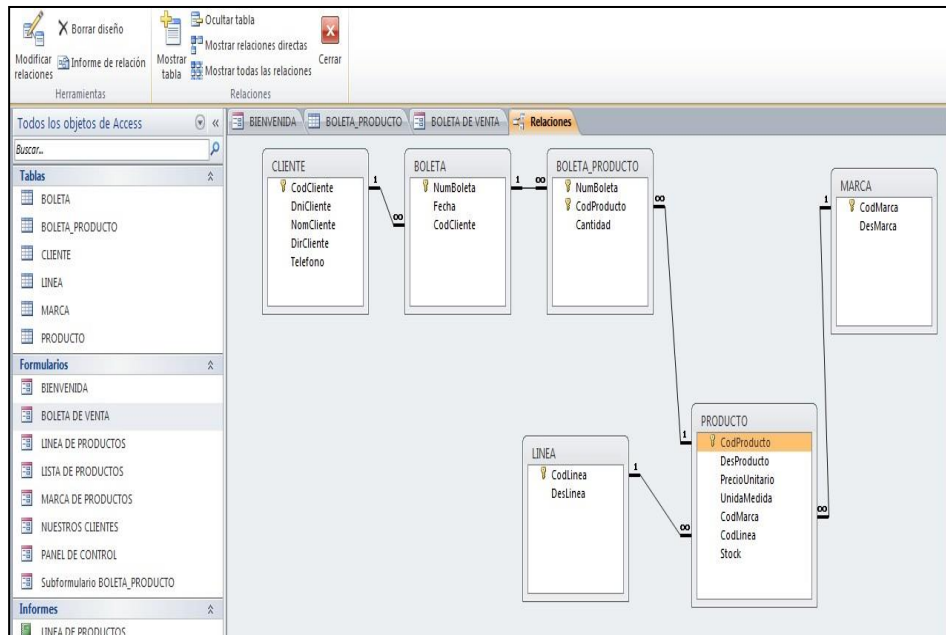 Borrar diseño
Modificar relaciones
Informe de relación
Herramientas
Mostrar tabla
Ocultar tabla
Mostrar relaciones directas
Mostrar todas las relaciones
Cerrar
Relaciones
Todos los objetos de Access
Buscar...
Tablas
BOLETA
BOLETA_PRODUCTO
CLIENTE
LINEA
MARCA
PRODUCTO
Formularios
BIENVENIDA
BOLETA DE VENTA
LINEA DE PRODUCTOS
LISTA DE PRODUCTOS
MARCA DE PRODUCTOS
NUESTROS CLIENTES
PANEL DE CONTROL
Subformulario BOLETA_PRODUCTO
Informes
LINEA DE PRODUCTOS
BIENVENIDA
BOLETA_PRODUCTO
BOLETA DE VENTA
Relaciones
CLIENTE
CodCliente
DniCliente
NomCliente
DirCliente
Telefono
1
∞
BOLETA
NumBoleta
Fecha
CodCliente
1
∞
BOLETA_PRODUCTO
NumBoleta
CodProducto
Cantidad
∞
1
MARCA
CodMarca
DesMarca
1
∞
LINEA
CodLinea
DesLinea
1
∞
PRODUCTO
CodProducto
DesProducto
PrecioUnitario
UnidaMedida
CodMarca
CodLinea
Stock